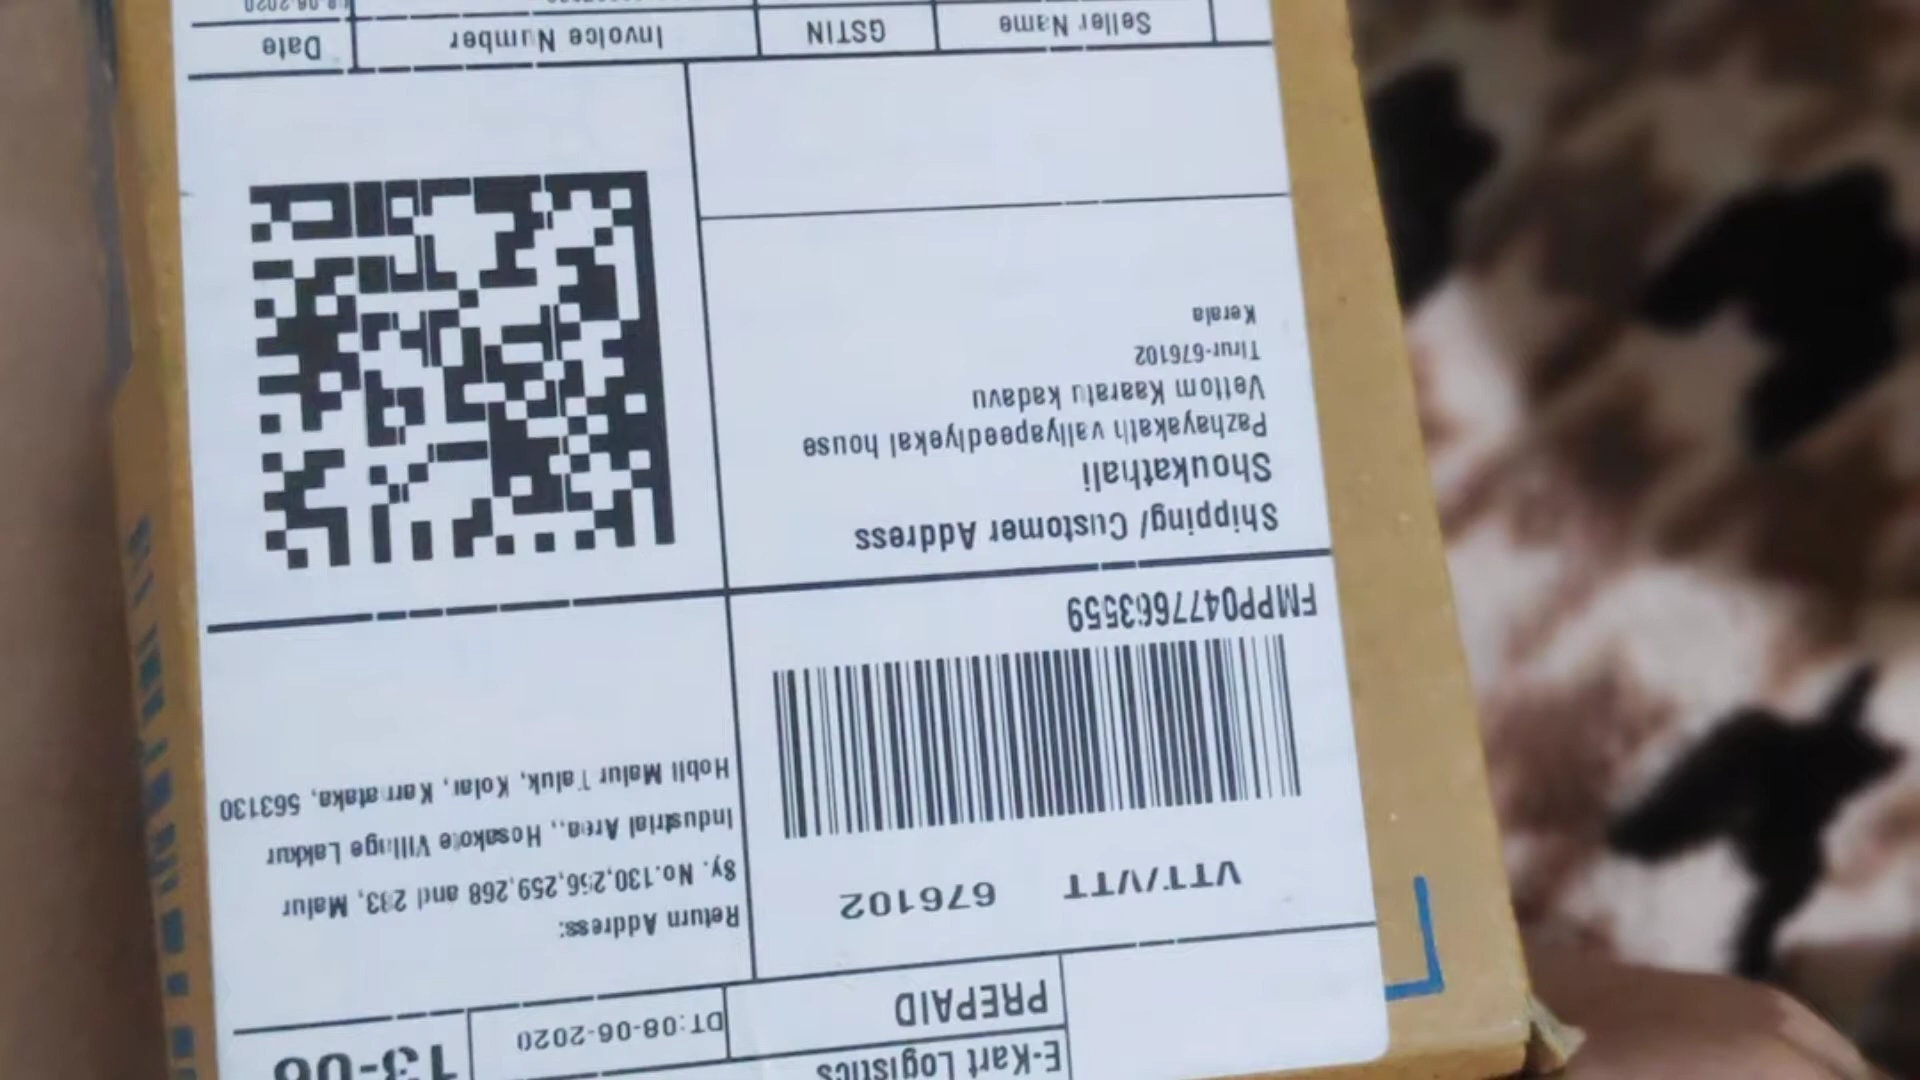 E-Kart Logistics
PREPAID
DT:08-06-2020
13-06
VTT/VTT 676102
Return Address:
Sy. No.130,256,259,268 and 283, Malur
Industrial Area,, Hosakote Village Lakkur
Hobli Malur Taluk, Kolar, Karnataka, 563130
FMPP0477663559
Shipping/ Customer Address
Shoukathali
Pazhayakath valiyapeediyekal house
Vettom Kaaratu kadavu
Tirur-676102
Kerala
Seller Name GSTIN Invoice Number Date